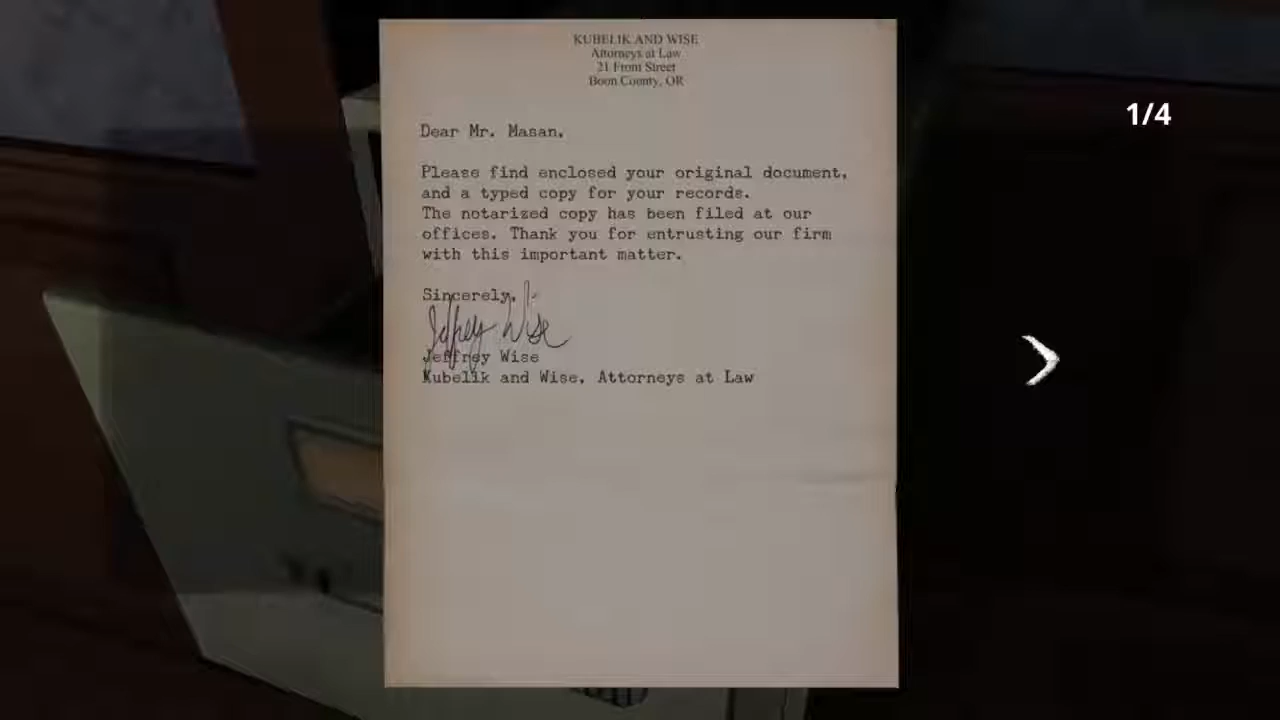 KUBELIK AND WISE
Attorneys at Law
21 Front Street
Boon County, OR
1/4
Dear Mr. Masan,
Please find enclosed your original document,
and a typed copy for your records.
The notarized copy has been filed at our
offices. Thank you for entrusting our firm
with this important matter.
Sincerely,
Jeffrey Wise
Jeffrey Wise
Kubelik and Wise, Attorneys at Law